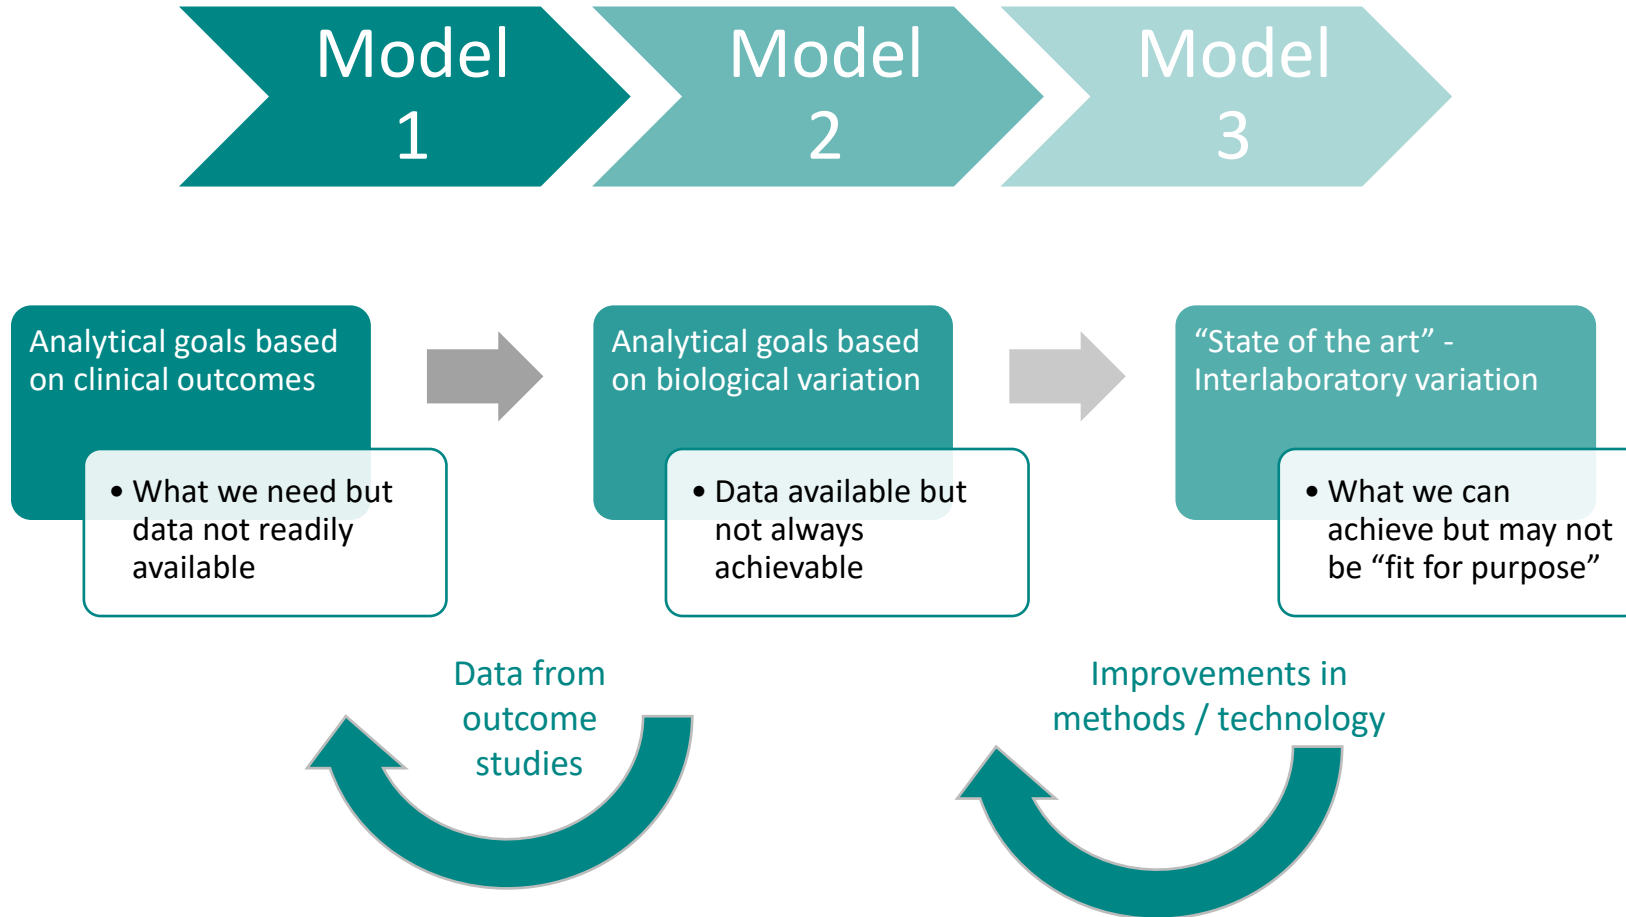 Model
1
Model
2
Model
3
Analytical goals based
on clinical outcomes
• What we need but
data not readily
available
Analytical goals based
on biological variation
• Data available but
not always
achievable
“State of the art” -
Interlaboratory variation
• What we can
achieve but may not
be “fit for purpose”
Data from
outcome
studies
Improvements in
methods / technology